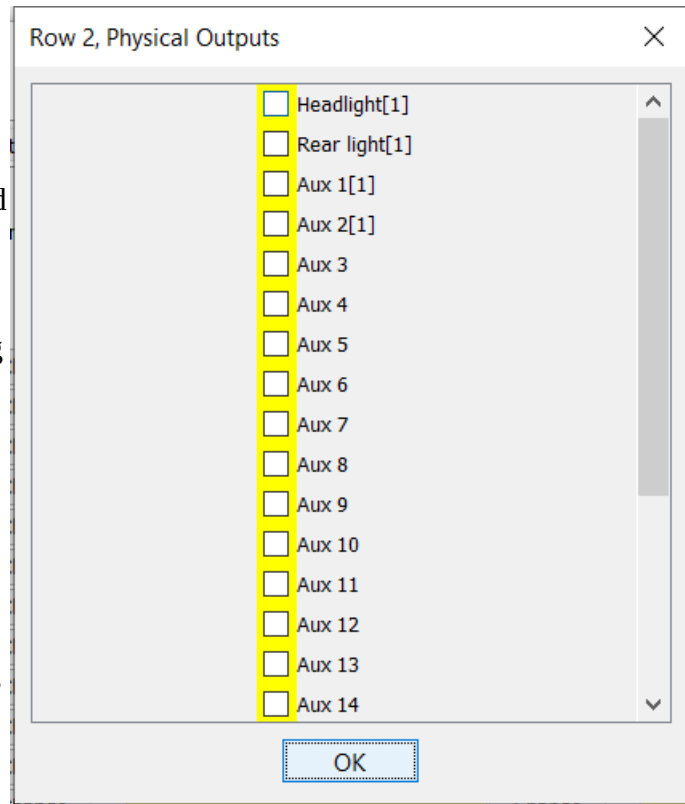 Row 2, Physical Outputs
Headlight[1]
Rear light[1]
Aux 1[1]
Aux 2[1]
Aux 3
Aux 4
Aux 5
Aux 6
Aux 7
Aux 8
Aux 9
Aux 10
Aux 11
Aux 12
Aux 13
Aux 14
OK